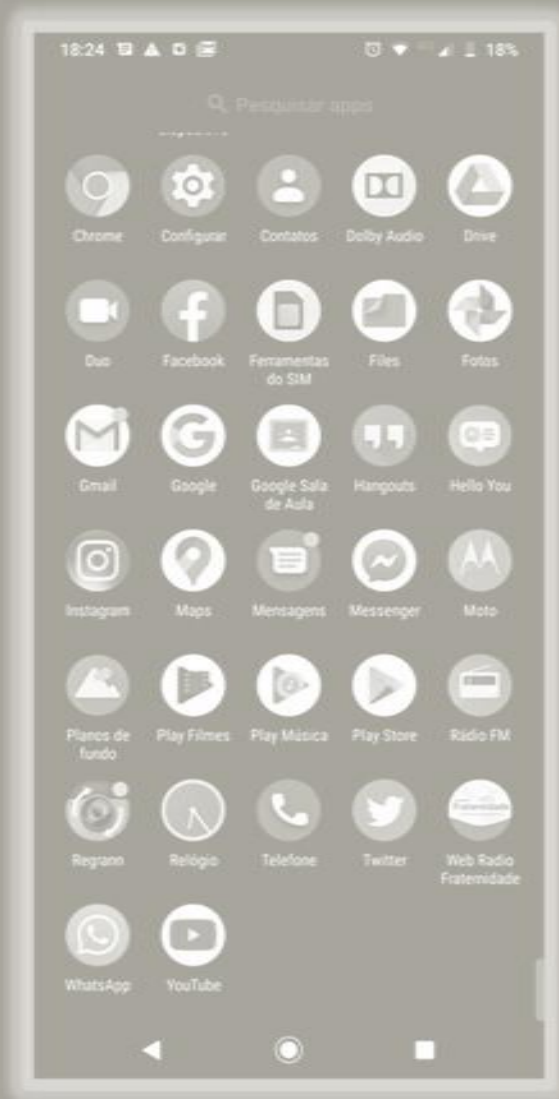 18:24 18%
Pesquisar apps
Chrome Configurar Contatos Dolby Audio Drive
Duo Facebook Ferramentas Files Fotos
do SIM
Gmail Google Google Sala Hangouts Hello You
de Aula
Instagram Maps Mensagens Messenger Moto
Planos de Play Filmes Play Música Play Store Rádio FM
fundo
Regrann Relógio Telefone Twitter Web Radio
Fraternidade
WhatsApp YouTube